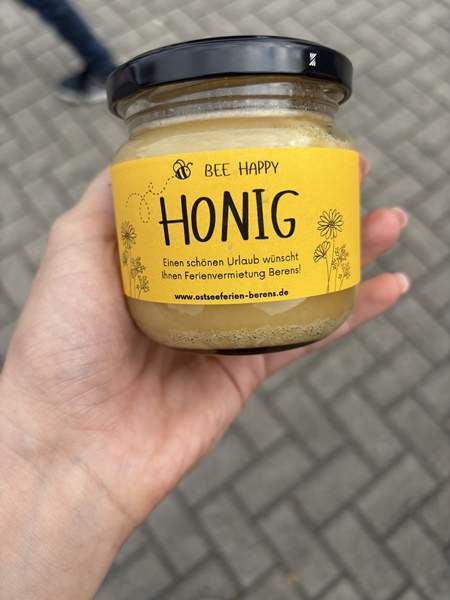 BEE HAPPY
HONIG
Einen schönen Urlaub wünscht
Ihnen Ferienvermietung Berens!
www.ostseeferien-berens.de